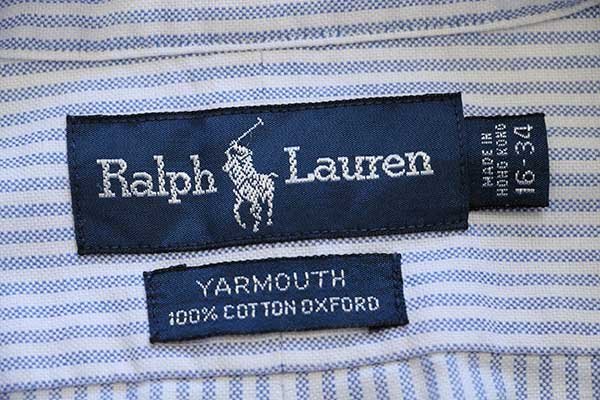 Ralph Lauren
MADE IN
HONG KONG
16-34
YARMOUTH
100% COTTON OXFORD